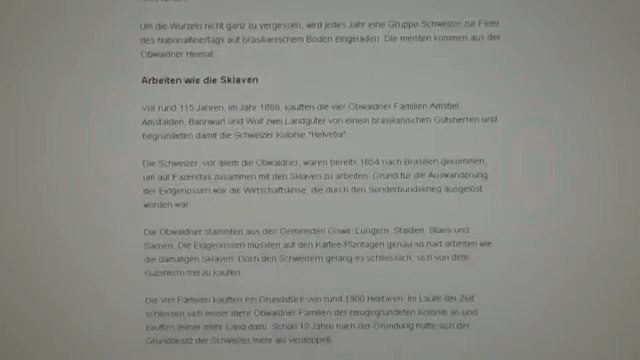 Um die Wurzeln nicht ganz zu vergessen, wird jedes Jahr eine Gruppe Schweizer zur Feier
des Nationalfeiertags auf brasilianischem Boden eingeladen. Die meisten kommen aus der
Obwaldner Heimat.
Arbeiten wie die Sklaven
Vor rund 115 Jahren, im Jahr 1888, kauften die vier Obwaldner Familien Amstel,
Amstalden, Bannwart und Wolf zwei Landgüter von einem brasilianischen Gutsherren und
begründeten damit die Schweizer Kolonie "Helvetia".
Die Schweizer, vor allem die Obwaldner, waren bereits 1854 nach Brasilien gekommen,
um auf Fazendas zusammen mit den Sklaven zu arbeiten. Grund für die Auswanderung
der Eidgenossen war die Wirtschaftskrise, die durch den Sonderbundskrieg ausgelöst
worden war.
Die Obwaldner stammten aus den Gemeinden Giswil, Lungern, Stalden, Stans und
Sarnen. Die Eidgenossen mussten auf den Kaffee-Plantagen genau so hart arbeiten wie
die damaligen Sklaven. Doch den Schweizern gelang es schliesslich, sich von dem
Gutsherrn frei zu kaufen.
Die vier Familien kauften ein Grundstück von rund 1900 Hektaren. Im Laufe der Zeit
schlossen sich immer mehr Obwaldner Familien der neugegründeten Kolonie an und
kauften immer mehr Land dazu. Schon 12 Jahre nach der Gründung hatte sich der
Grundbesitz der Schweizer mehr als verdoppelt.